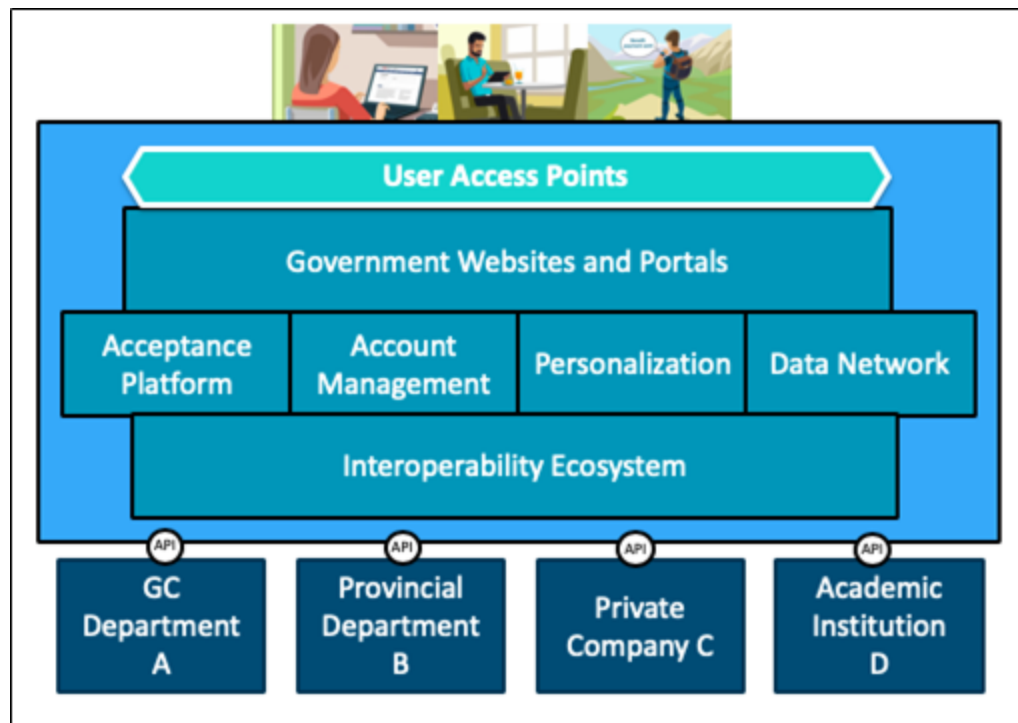 User Access Points
Government Websites and Portals
Acceptance
Platform
Account
Management
Personalization
Data Network
Interoperability Ecosystem
API
API
API
API
GC
Department
A
Provincial
Department
B
Private
Company C
Academic
Institution
D